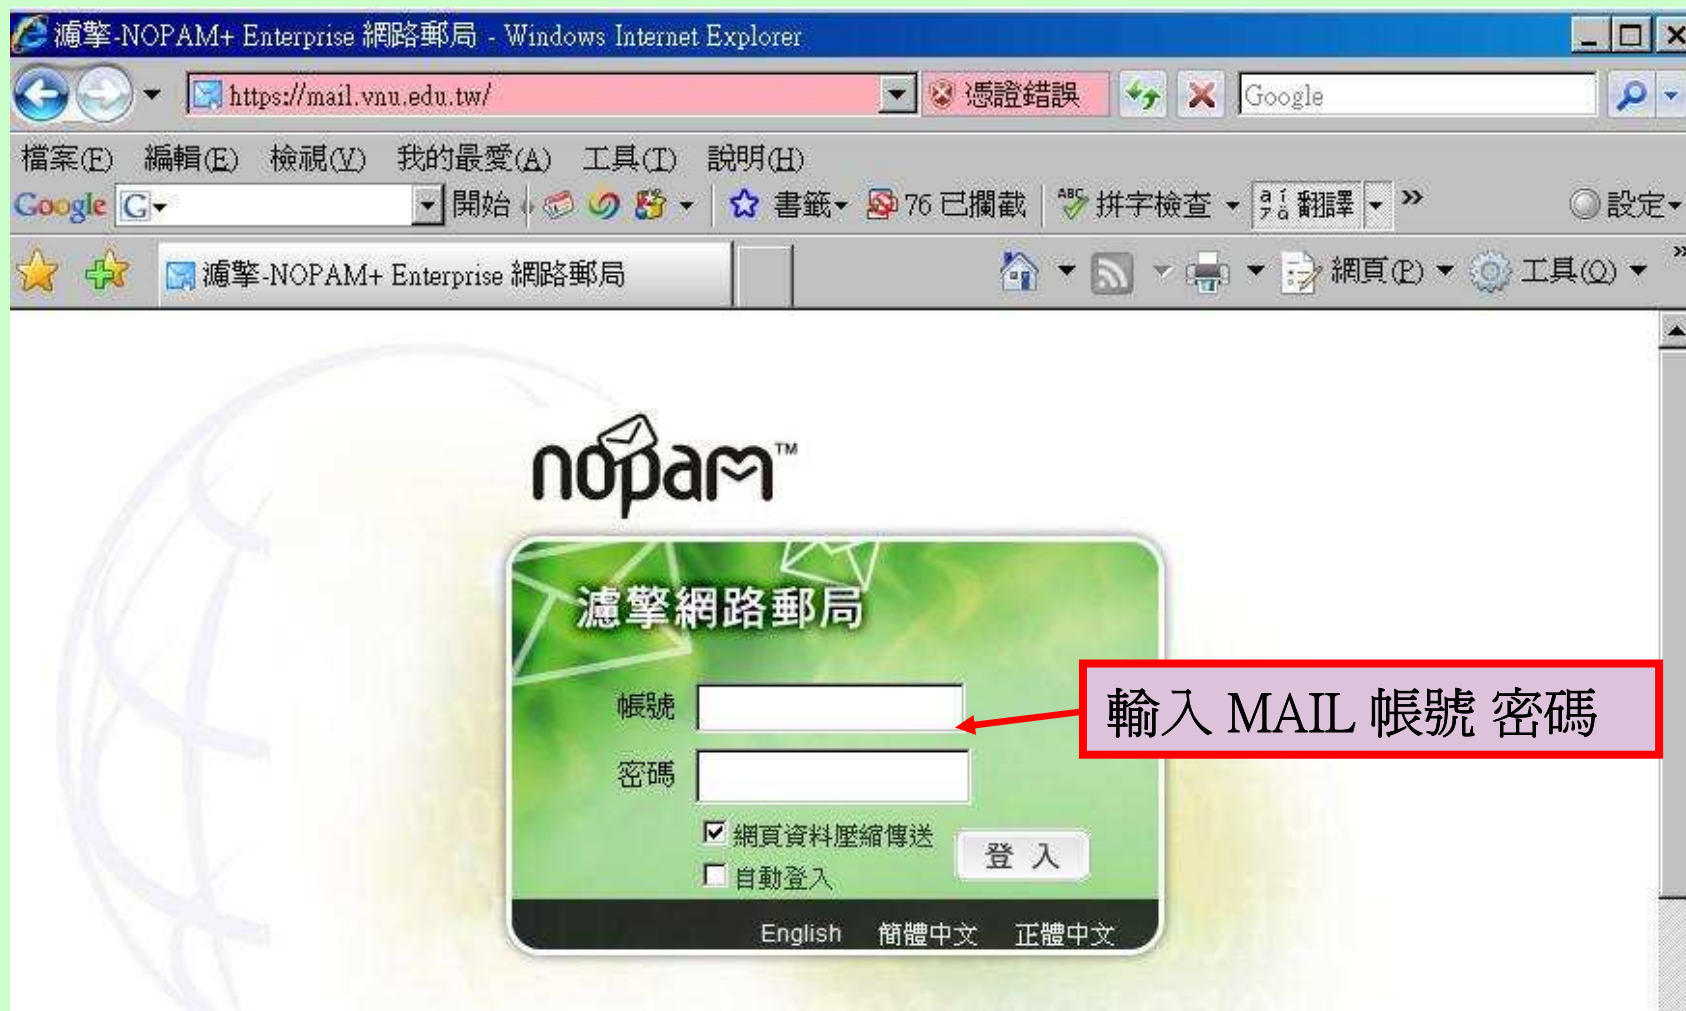 濾擎-NOPAM+ Enterprise 網路郵局 - Windows Internet Explorer
https://mail.vnu.edu.tw/ 憑證錯誤 Google
檔案(F) 編輯(E) 檢視(V) 我的最愛(A) 工具(T) 說明(H)
Google G 開始 書籤 76 已攔截 ABC 拼字檢查 翻譯 » 設定
濾擎-NOPAM+ Enterprise 網路郵局 網頁(P) 工具(O) »
nopam™
濾擎網路郵局
帳號
輸入 MAIL 帳號 密碼
密碼
網頁資料壓縮傳送
自動登入
登 入
English 簡體中文 正體中文